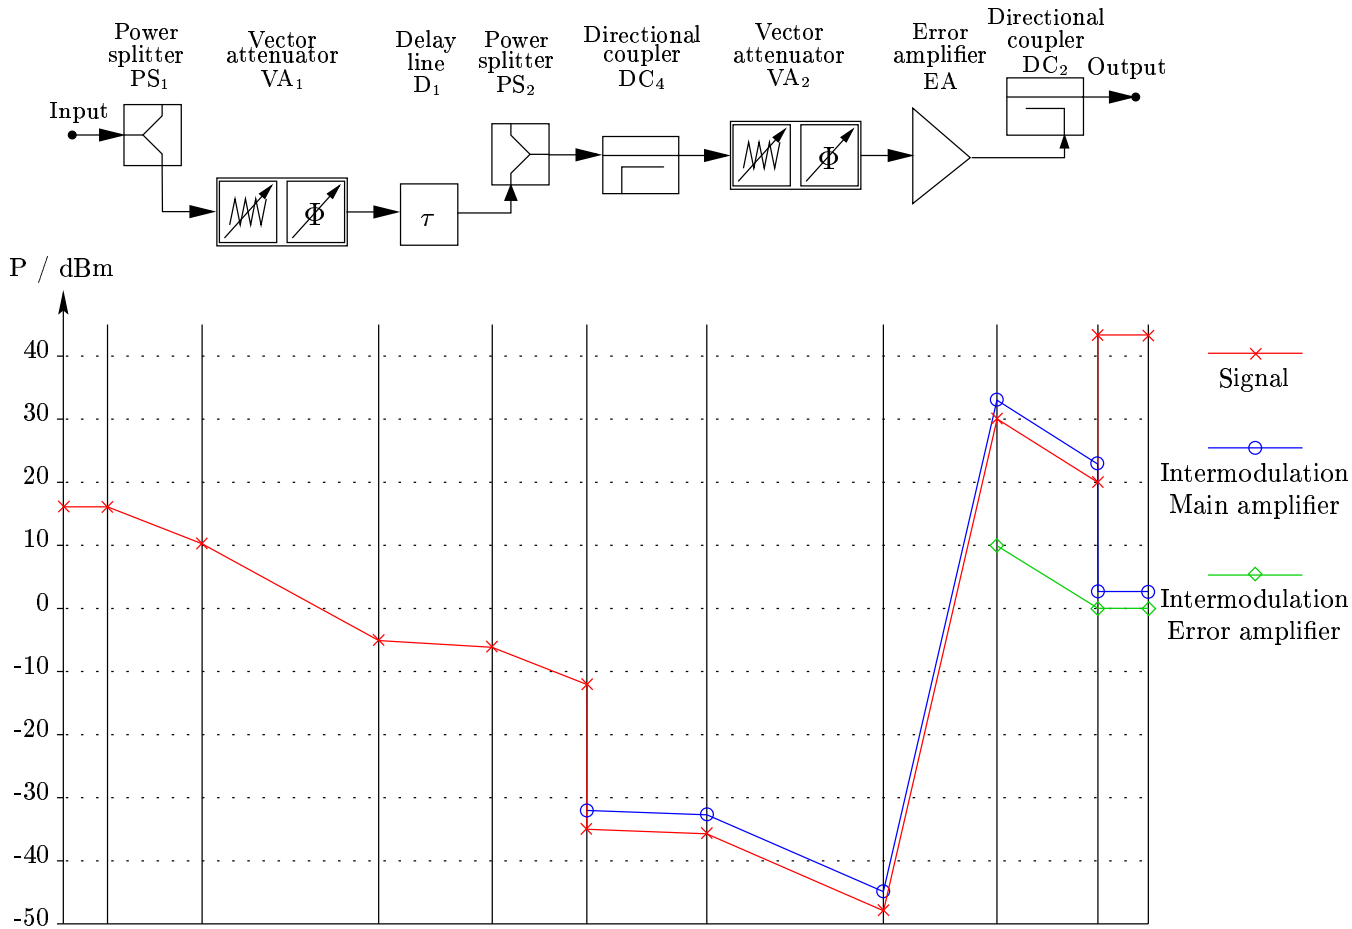 Power
splitter
PS₁
Vector
attenuator
VA₁
Delay
line
D₁
Power
splitter
PS₂
Directional
coupler
DC₄
Vector
attenuator
VA₂
Error
amplifier
EA
Directional
coupler
DC₂
Input
Output
Φ
τ
Φ
P / dBm
40
30
20
10
0
-10
-20
-30
-40
-50
Signal
Intermodulation
Main amplifier
Intermodulation
Error amplifier